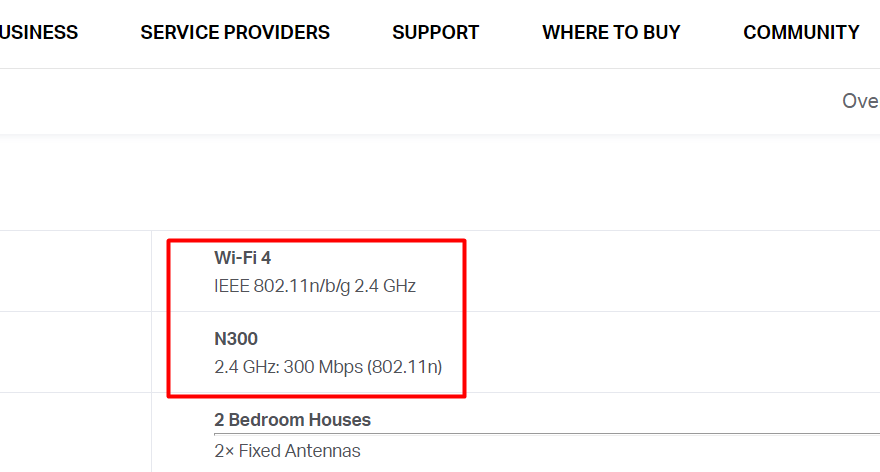 USINESS SERVICE PROVIDERS SUPPORT WHERE TO BUY COMMUNITY
Ove
Wi-Fi 4
IEEE 802.11n/b/g 2.4 GHz
N300
2.4 GHz: 300 Mbps (802.11n)
2 Bedroom Houses
2× Fixed Antennas